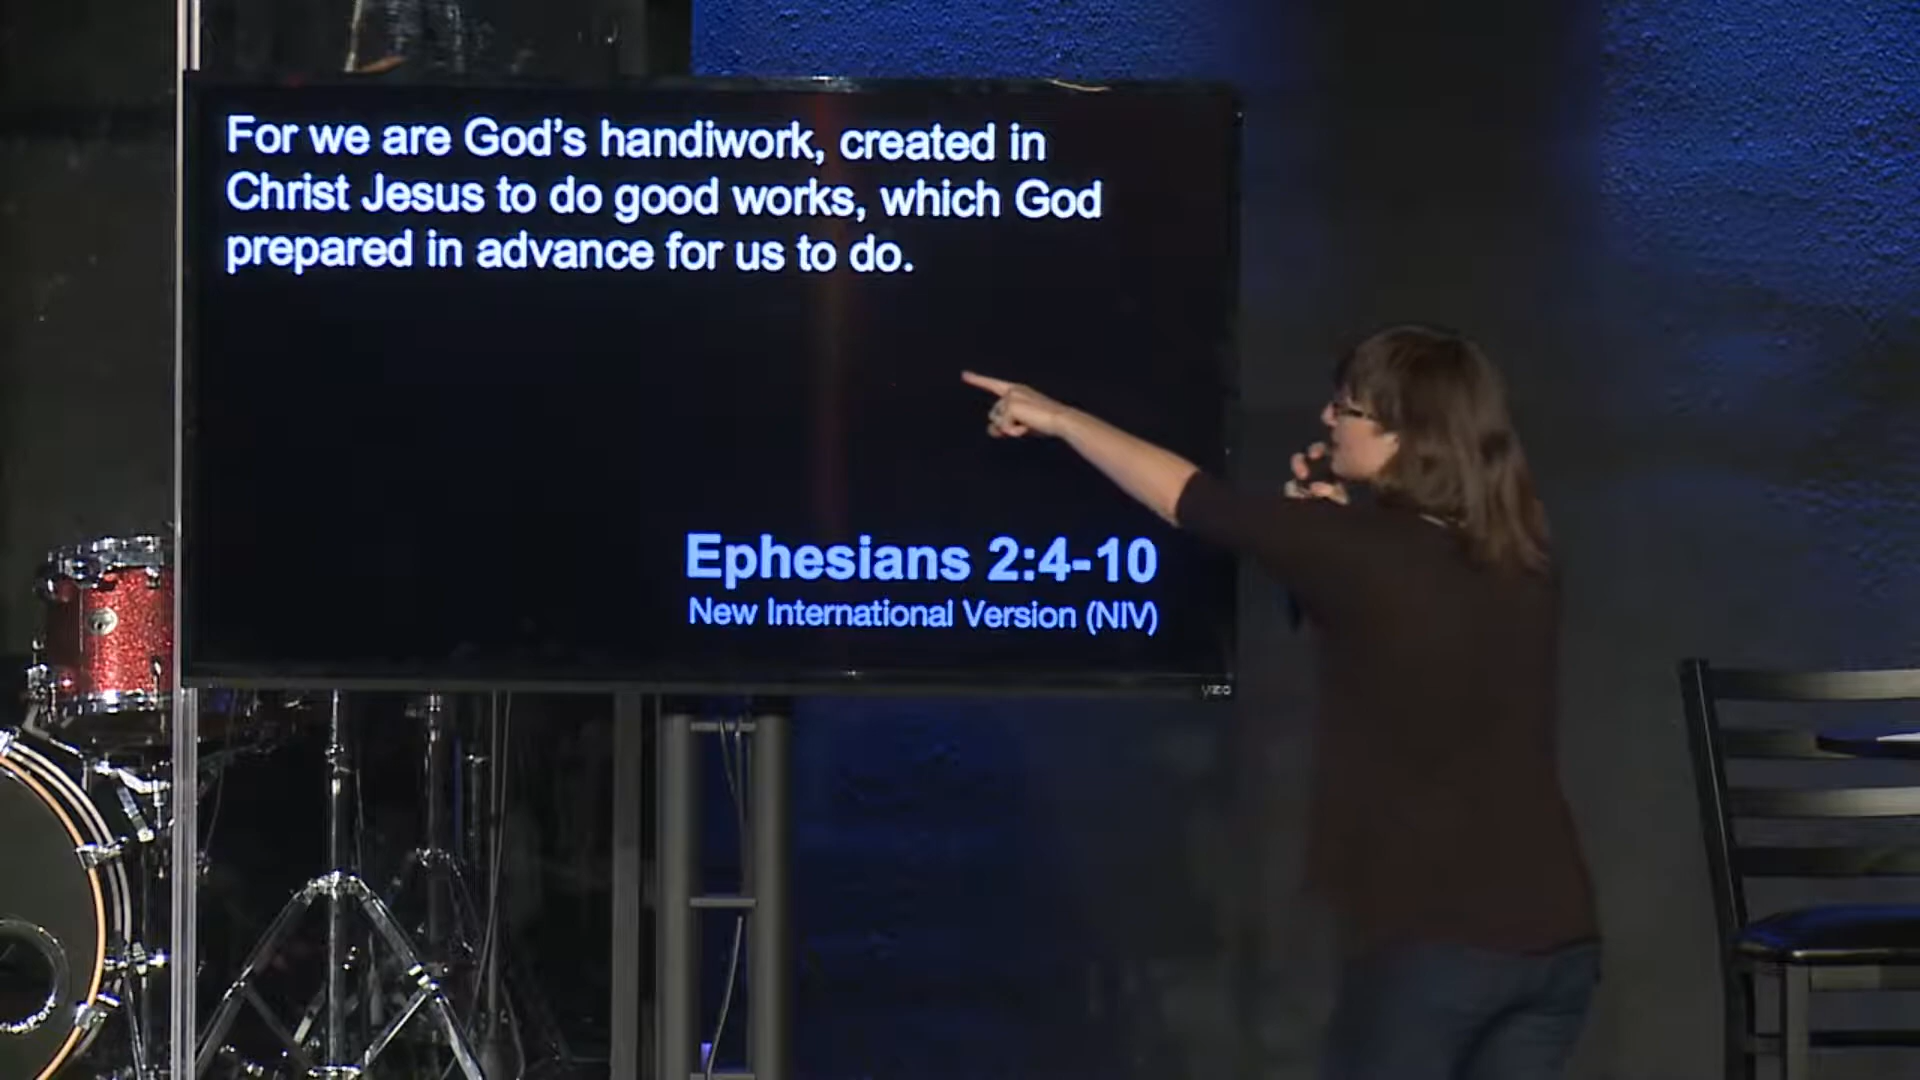 For we are God's handiwork, created in
Christ Jesus to do good works, which God
prepared in advance for us to do.
Ephesians 2:4-10
New International Version (NIV)
VIZIO